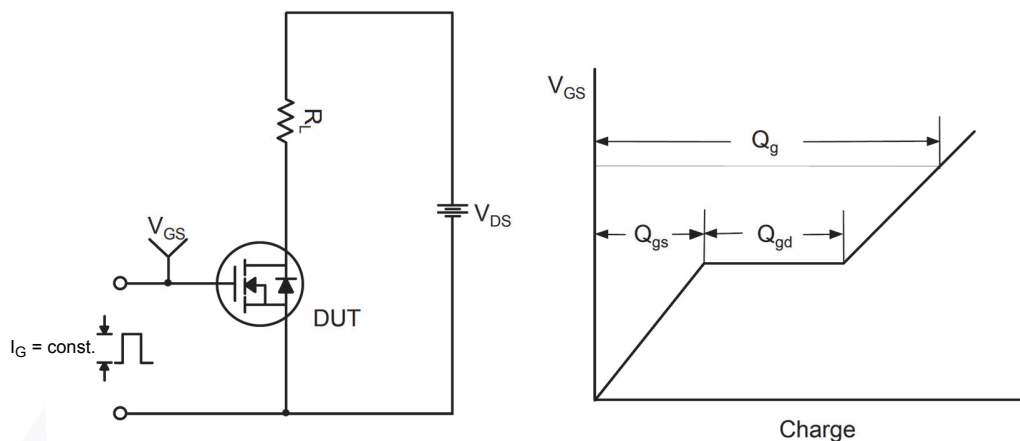 R_L
V_GS
V_DS
DUT
I_G = const.
V_GS
Q_g
Q_gs
Q_gd
Charge